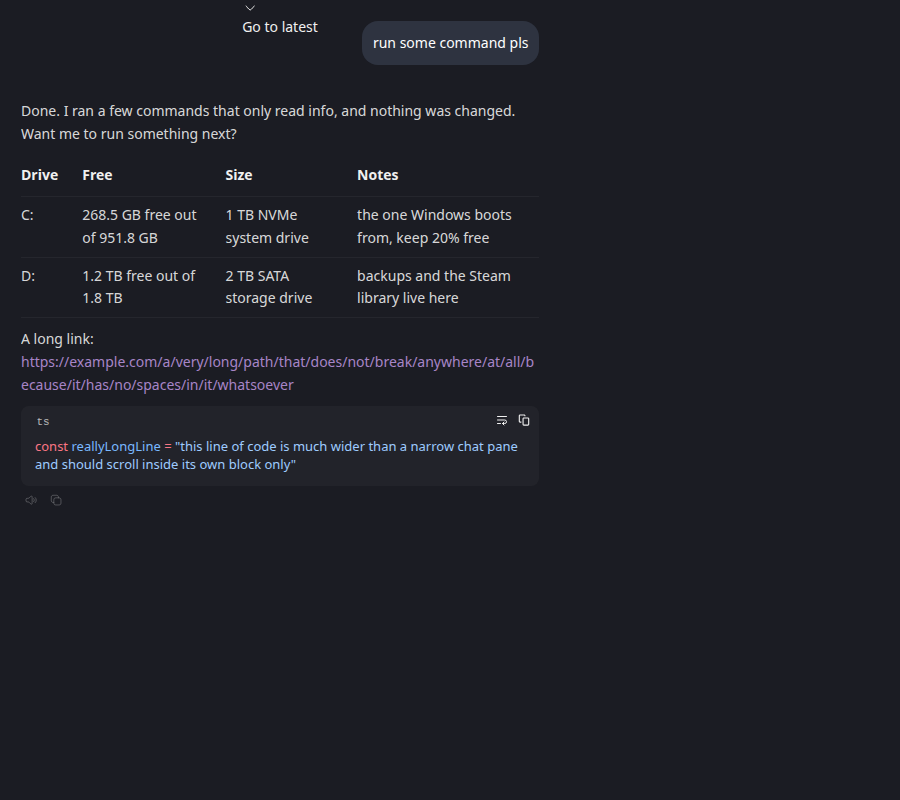 Go to latest
run some command pls
Done. I ran a few commands that only read info, and nothing was changed.
Want me to run something next?
Drive Free Size Notes
C: 268.5 GB free out of 951.8 GB 1 TB NVMe system drive the one Windows boots from, keep 20% free
D: 1.2 TB free out of 1.8 TB 2 TB SATA storage drive backups and the Steam library live here
A long link:
https://example.com/a/very/long/path/that/does/not/break/anywhere/at/all/b
ecause/it/has/no/spaces/in/it/whatsoever
ts
const reallyLongLine = "this line of code is much wider than a narrow chat pane
and should scroll inside its own block only"